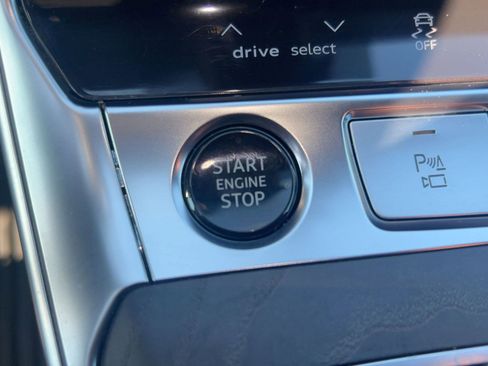 drive select
OFF
START
ENGINE
STOP
P